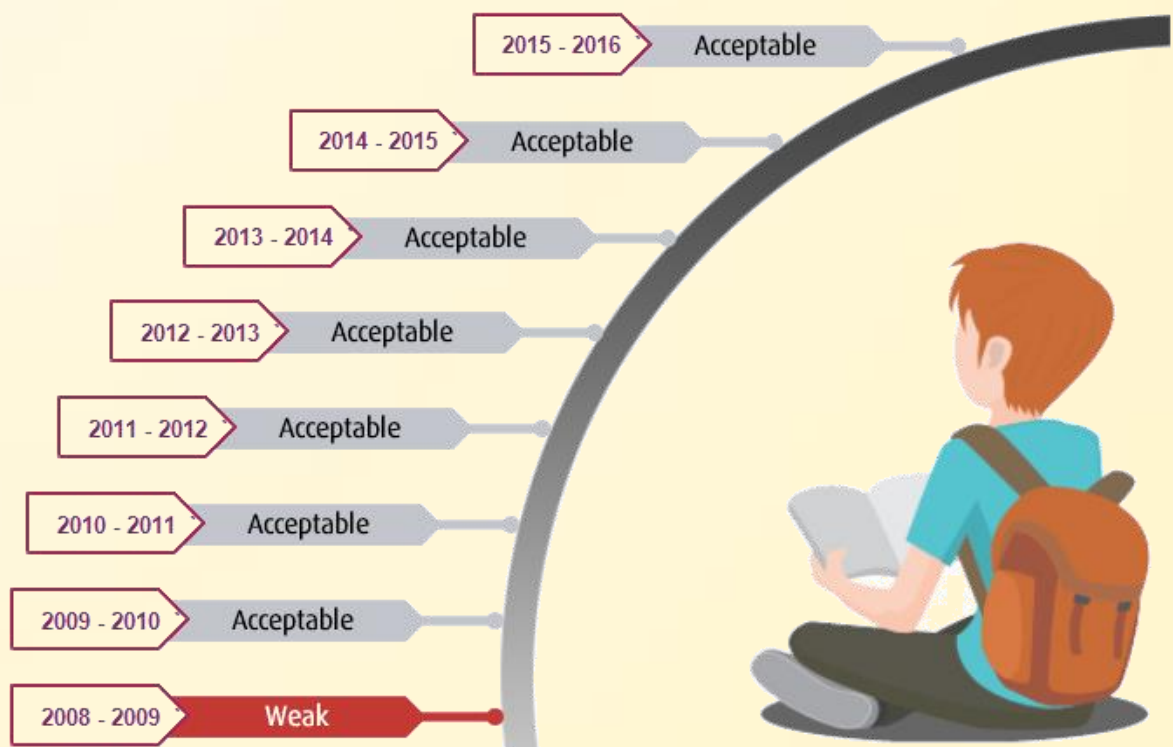 2015 - 2016 Acceptable
2014 - 2015 Acceptable
2013 - 2014 Acceptable
2012 - 2013 Acceptable
2011 - 2012 Acceptable
2010 - 2011 Acceptable
2009 - 2010 Acceptable
2008 - 2009 Weak